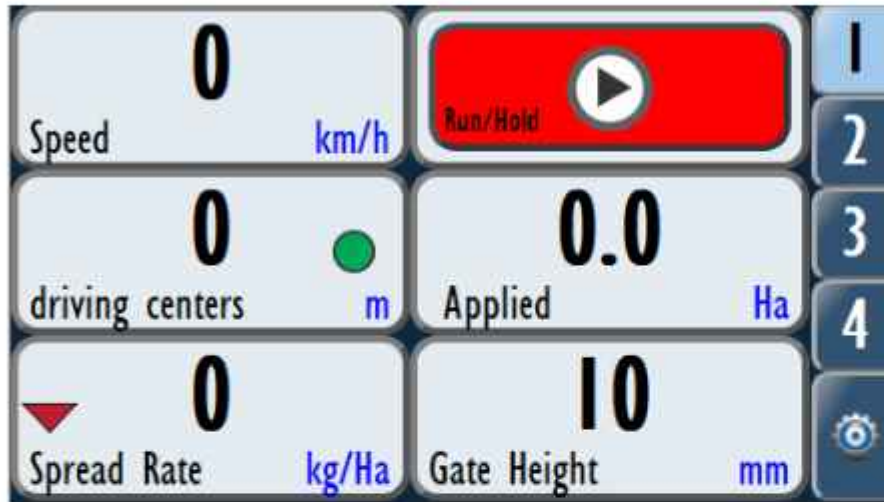 0
Speed km/h
Run/Hold
1
2
0
driving centers m
0.0
Applied Ha
3
4
0
Spread Rate kg/Ha
10
Gate Height mm